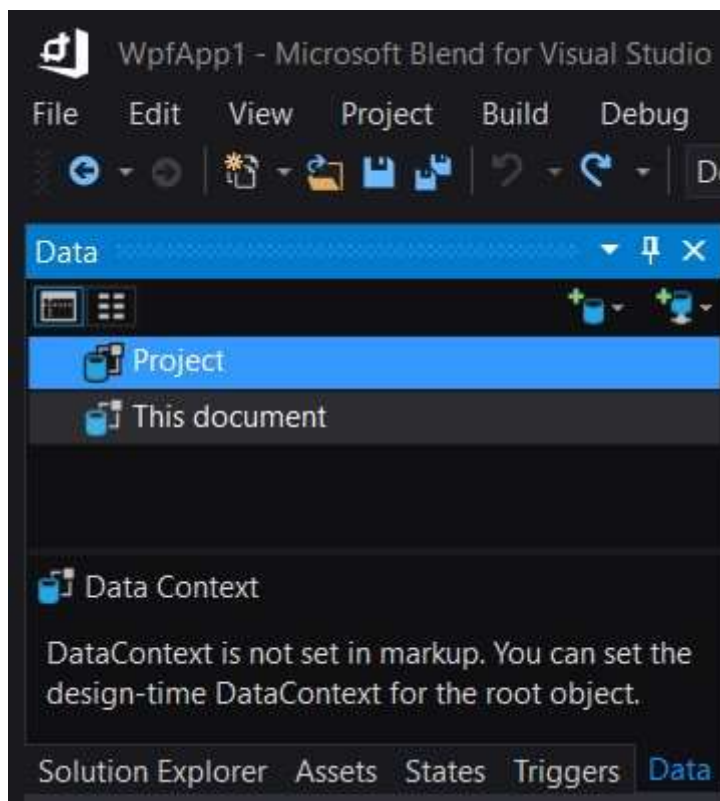 WpfApp1 - Microsoft Blend for Visual Studio
File Edit View Project Build Debug
Data
Project
This document
Data Context
DataContext is not set in markup. You can set the
design-time DataContext for the root object.
Solution Explorer Assets States Triggers Data